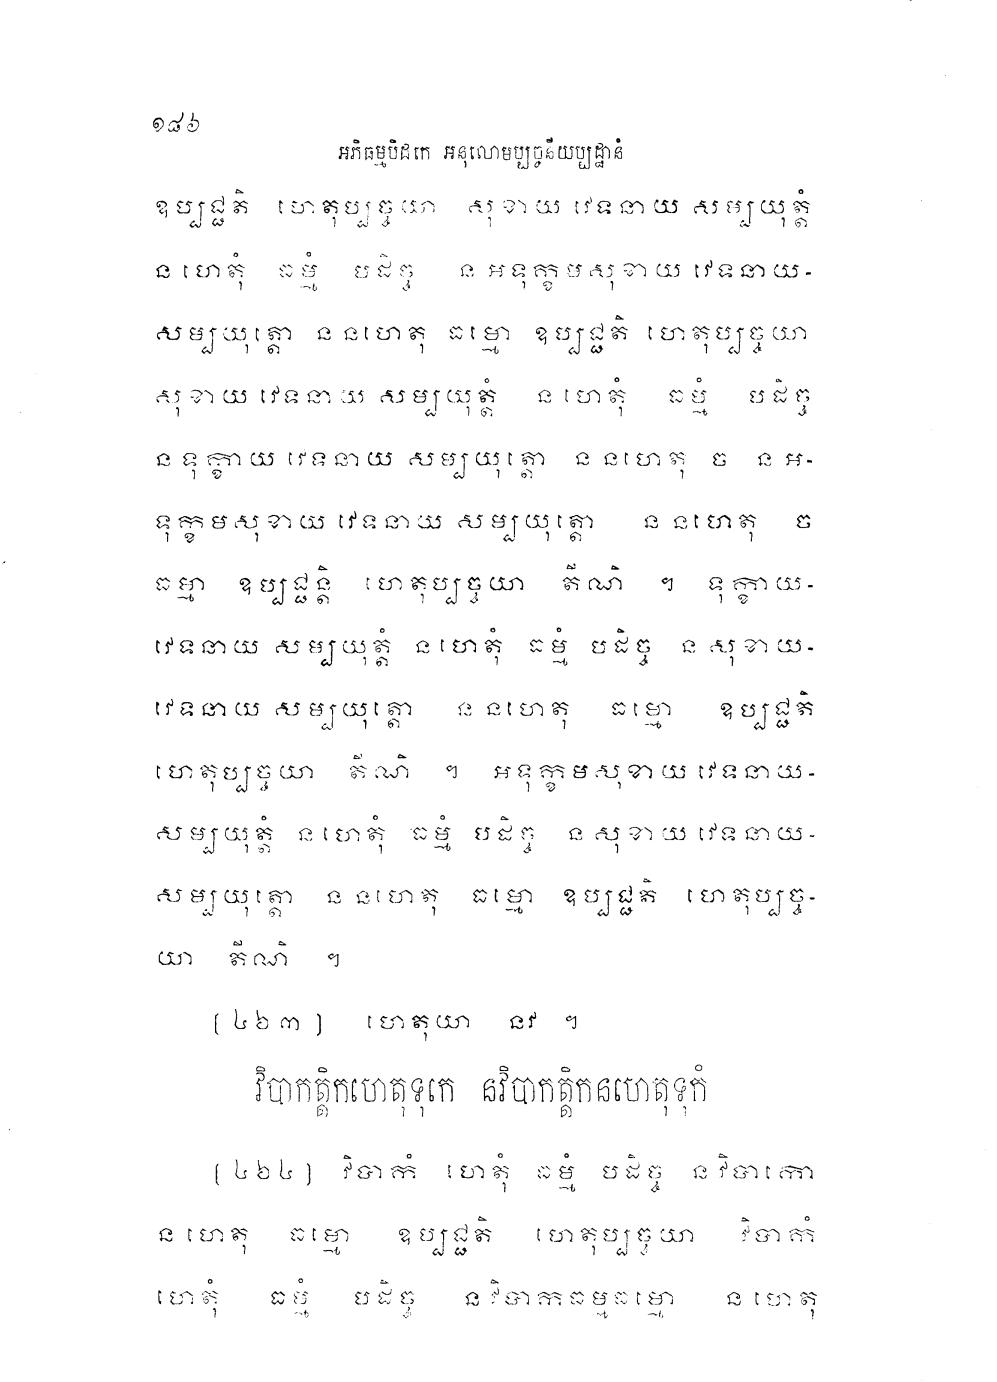 ១៨៦
អភិធម្មបិដកេ អនុលោមប្បច្ចនីយប្បដ្ឋានំ
ឧប្បជ្ជតិ ហេតុប្បច្ចយា សុខាយ វេទនាយ សម្បយុត្តំ
ន ហេតុំ ធម្មំ បដិច្ច ន អទុក្ខមសុខាយ វេទនាយ-
សម្បយុត្តោ ន នហេតុ ធម្មោ ឧប្បជ្ជតិ ហេតុប្បច្ចយា
សុខាយ វេទនាយ សម្បយុត្តំ ន ហេតុំ ធម្មំ បដិច្ច
ន ទុក្ខាយ វេទនាយ សម្បយុត្តោ ន នហេតុ ច ន អ-
ទុក្ខមសុខាយ វេទនាយ សម្បយុត្តោ ន នហេតុ ច
ធម្មា ឧប្បជ្ជន្តិ ហេតុប្បច្ចយា តីណិ ។ ទុក្ខាយ-
វេទនាយ សម្បយុត្តំ ន ហេតុំ ធម្មំ បដិច្ច ន សុខាយ-
វេទនាយ សម្បយុត្តោ ន នហេតុ ធម្មោ ឧប្បជ្ជតិ
ហេតុប្បច្ចយា តីណិ ។ អទុក្ខមសុខាយ វេទនាយ-
សម្បយុត្តំ ន ហេតុំ ធម្មំ បដិច្ច ន សុខាយ វេទនាយ-
សម្បយុត្តោ ន នហេតុ ធម្មោ ឧប្បជ្ជតិ ហេតុប្បច្ច-
យា តីណិ ។
(៤៦៣) ហេតុយា នវ ។
វិបាកត្តិកហេតុទុកេ នវិបាកត្តិកនហេតុទុកំ
(៤៦៤) វិបាកំ ហេតុំ ធម្មំ បដិច្ច ន វិបាកោ
ន ហេតុ ធម្មោ ឧប្បជ្ជតិ ហេតុប្បច្ចយា វិបាកំ
ហេតុំ ធម្មំ បដិច្ច ន វិបាកធម្មធម្មោ ន ហេតុ